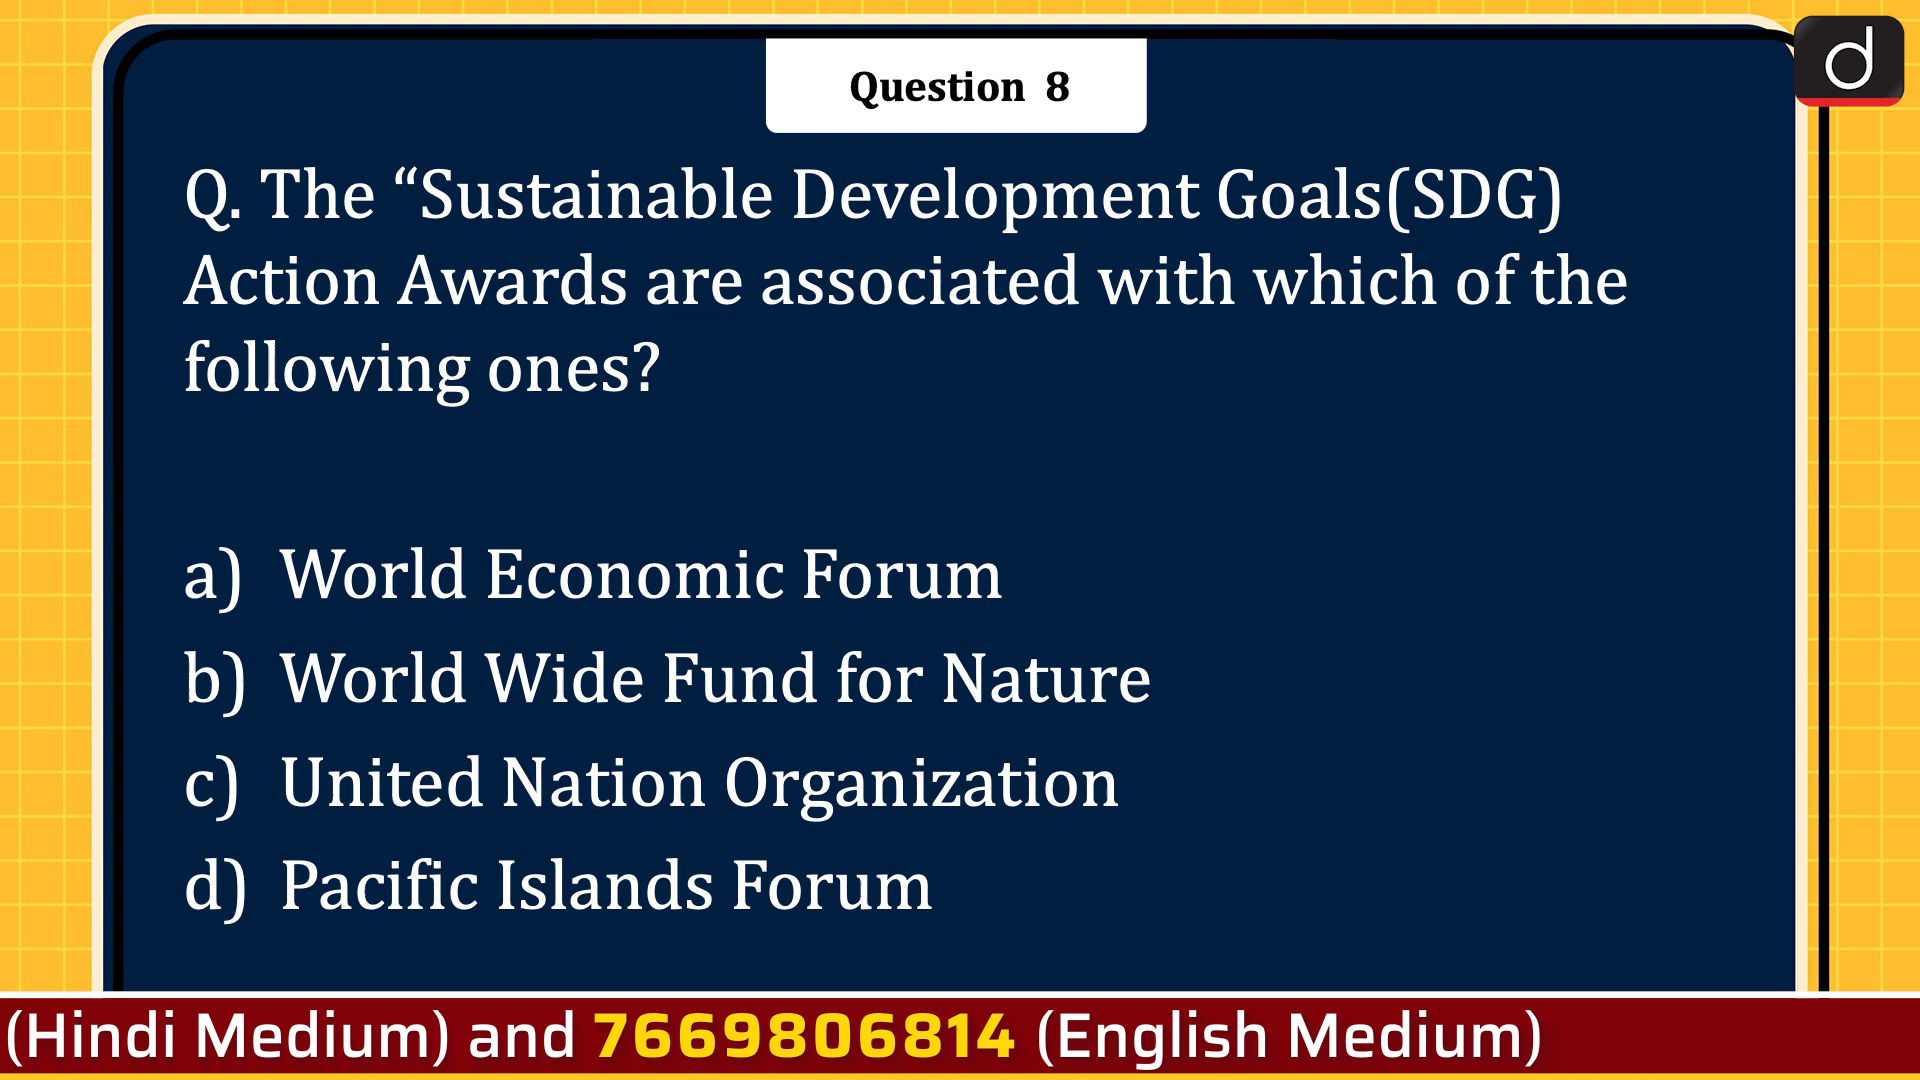 Question 8
Q. The “Sustainable Development Goals(SDG)
Action Awards are associated with which of the
following ones?
a) World Economic Forum
b) World Wide Fund for Nature
c) United Nation Organization
d) Pacific Islands Forum
(Hindi Medium) and 7669806814 (English Medium)
d